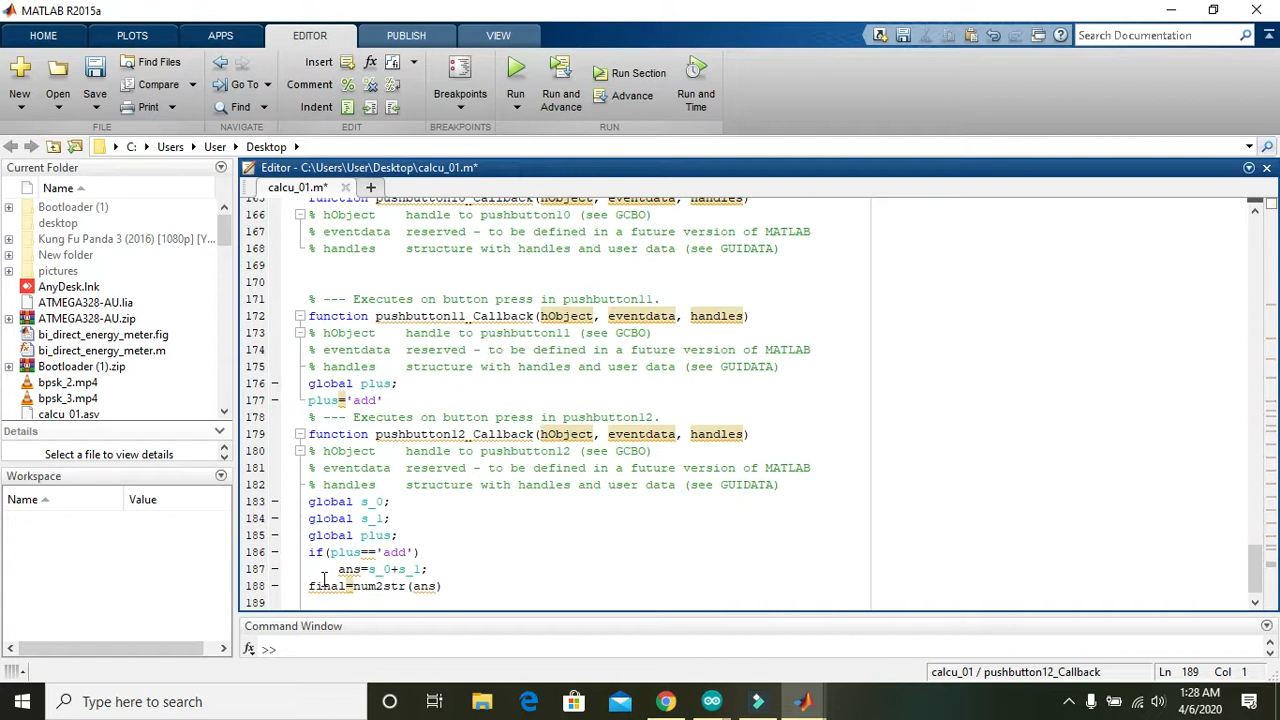 MATLAB R2015a
HOME PLOTS APPS EDITOR PUBLISH VIEW Search Documentation
New Open Save Find Files Compare Print
Go To Find
Insert Comment Indent
Breakpoints
Run Run and Advance Run Section Advance Run and Time
FILE NAVIGATE EDIT BREAKPOINTS RUN
C: Users User Desktop
Current Folder
Name
Bootloader (1)
desktop
Kung Fu Panda 3 (2016) [1080p] [Y...
New folder
pictures
AnyDesk.lnk
ATMEGA328-AU.lia
ATMEGA328-AU.zip
bi_direct_energy_meter.fig
bi_direct_energy_meter.m
Bootloader (1).zip
bpsk_2.mp4
bpsk_3.mp4
calcu_01.asv
Details
Select a file to view details
Workspace
Name Value
Editor - C:\Users\User\Desktop\calcu_01.m*
calcu_01.m*
165 function pushbutton10_Callback(hObject, eventdata, handles)
166 % hObject    handle to pushbutton10 (see GCBO)
167 % eventdata  reserved - to be defined in a future version of MATLAB
168 % handles    structure with handles and user data (see GUIDATA)
169
170
171 % --- Executes on button press in pushbutton11.
172 function pushbutton11_Callback(hObject, eventdata, handles)
173 % hObject    handle to pushbutton11 (see GCBO)
174 % eventdata  reserved - to be defined in a future version of MATLAB
175 % handles    structure with handles and user data (see GUIDATA)
176 global plus;
177 plus='add'
178 % --- Executes on button press in pushbutton12.
179 function pushbutton12_Callback(hObject, eventdata, handles)
180 % hObject    handle to pushbutton12 (see GCBO)
181 % eventdata  reserved - to be defined in a future version of MATLAB
182 % handles    structure with handles and user data (see GUIDATA)
183 global s_0;
184 global s_1;
185 global plus;
186 if(plus=='add')
187 ans=s_0+s_1;
188 final=num2str(ans)
189
Command Window
fx >>
calcu_01 / pushbutton12_Callback Ln 189 Col 1
Type here to search
1:28 AM
4/6/2020